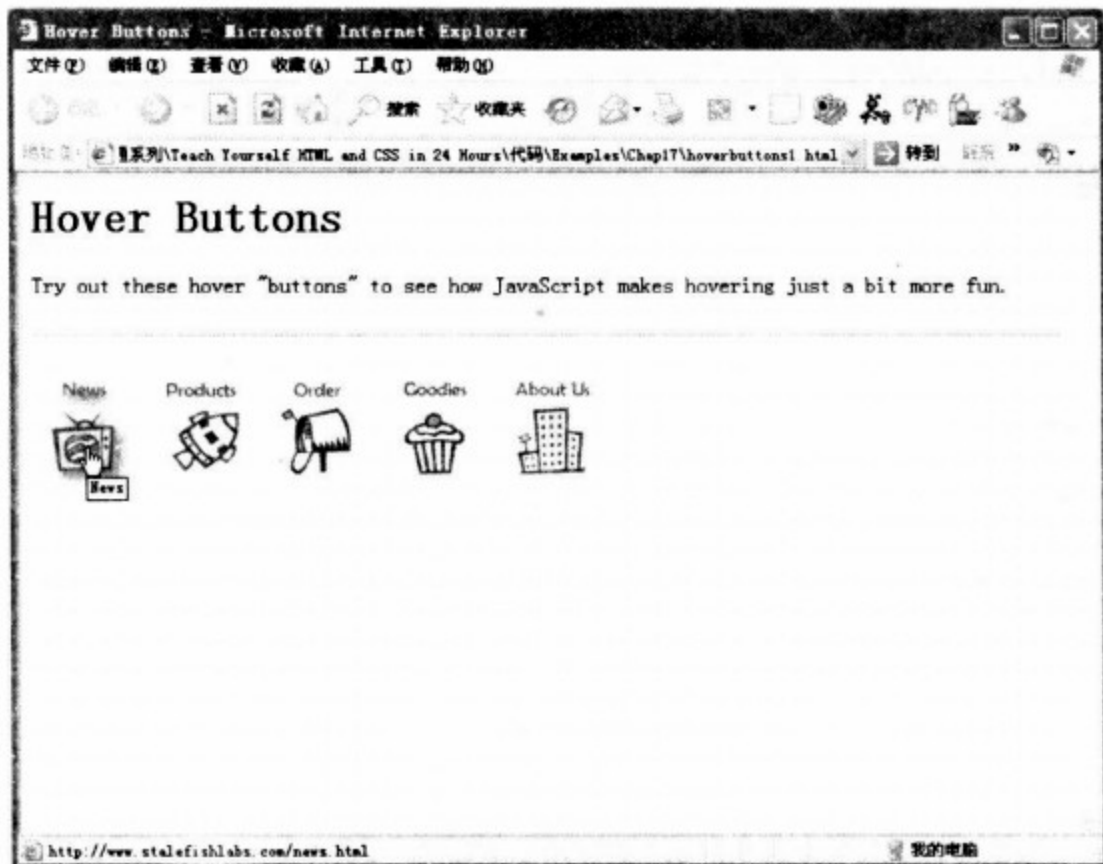 Hover Buttons - Microsoft Internet Explorer
文件(F) 编辑(E) 查看(V) 收藏(A) 工具(T) 帮助(H)
搜索 收藏夹
系列\Teach Yourself HTML and CSS in 24 Hours\代码\Examples\Chap17\hoverbuttons1 html 转到 »
Hover Buttons
Try out these hover "buttons" to see how JavaScript makes hovering just a bit more fun.
News Products Order Goodies About Us
News
http://www.stalefishlabs.com/news.html 我的电脑